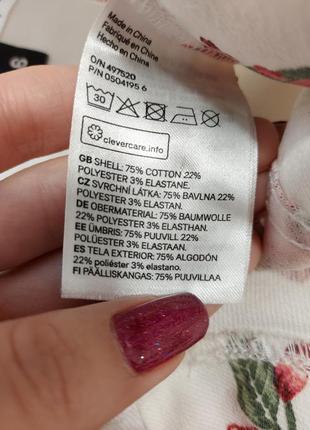 Made in China
Fabriqué en Chine
Hecho en China
O/N 497520
P/N 0504195 6
30
clevercare.info
GB SHELL: 75% COTTON 22%
POLYESTER 3% ELASTANE.
CZ SVRCHNÍ LÁTKA: 75% BAVLNA 22%
POLYESTER 3% ELASTAN.
DE OBERMATERIAL: 75% BAUMWOLLE
22% POLYESTER 3% ELASTHAN.
EE ÜMBRIS: 75% PUUVILL 22%
POLÜESTER 3% ELASTAAN.
ES TELA EXTERIOR: 75% ALGODÓN
22% poliéster 3% elastano.
FI PÄÄLLISKANGAS: 75% PUUVILLAA